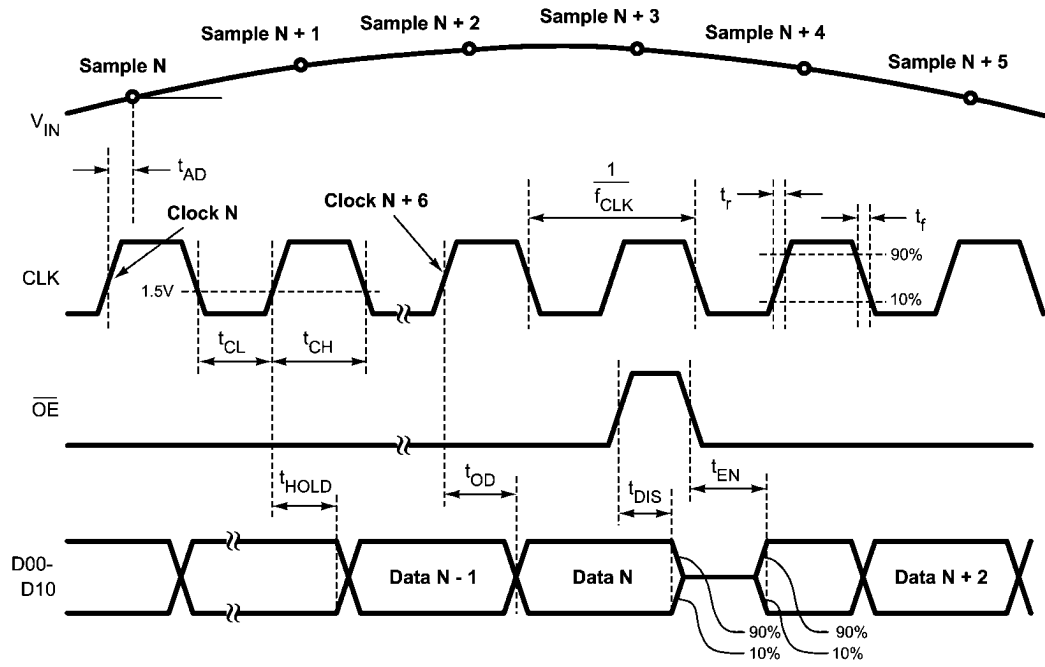 Sample N
Sample N + 1
Sample N + 2
Sample N + 3
Sample N + 4
Sample N + 5
VIN
tAD
Clock N
Clock N + 6
1
fCLK
tr
tf
CLK
1.5V
90%
10%
tCL
tCH
OE
tHOLD
tOD
tDIS
tEN
D00-
D10
Data N - 1
Data N
Data N + 2
90%
10%
90%
10%